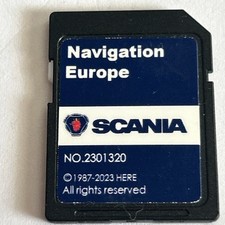 Navigation
Europe
SCANIA
NO.2301320
©1987-2023 HERE
All rights reserved